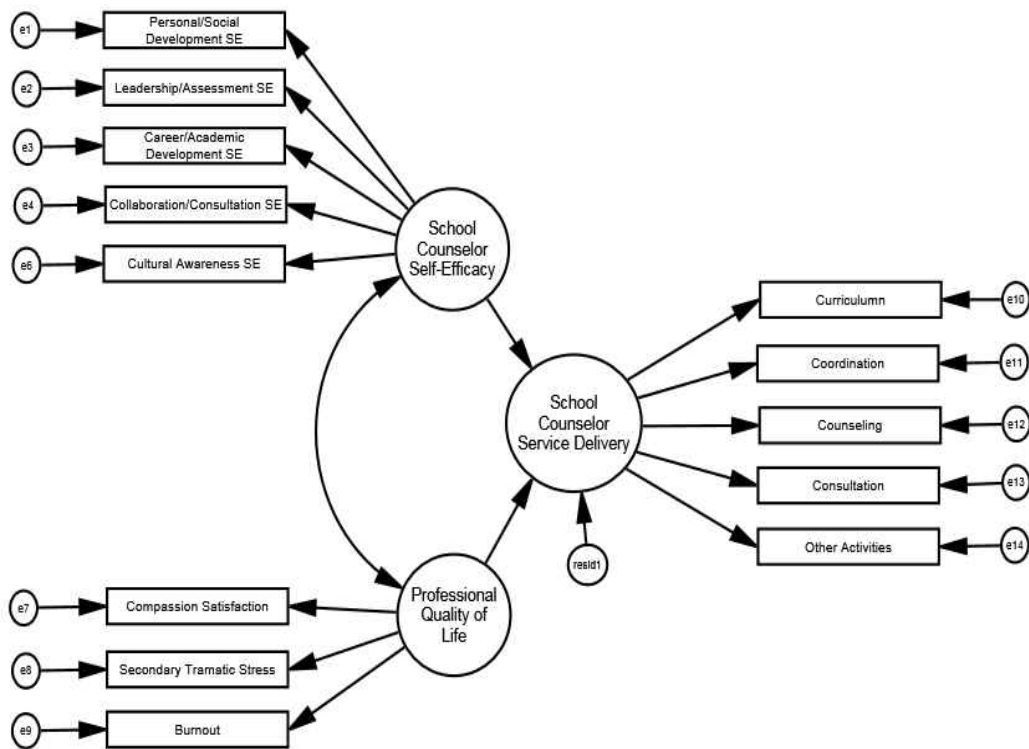 e1
Personal/Social
Development SE
e2
Leadership/Assessment SE
e3
Career/Academic
Development SE
e4
Collaboration/Consultation SE
e6
Cultural Awareness SE
School
Counselor
Self-Efficacy
Curriculumn
e10
Coordination
e11
School
Counselor
Service Delivery
Counseling
e12
Consultation
e13
Other Activities
e14
resid1
Professional
Quality of
Life
e7
Compassion Satisfaction
e8
Secondary Tramatic Stress
e9
Burnout